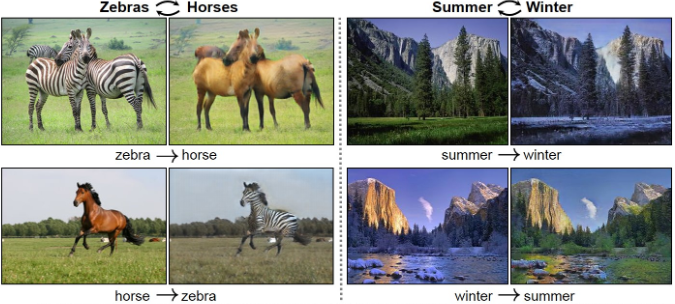 Zebras Horses
zebra → horse
horse → zebra
Summer Winter
summer → winter
winter → summer